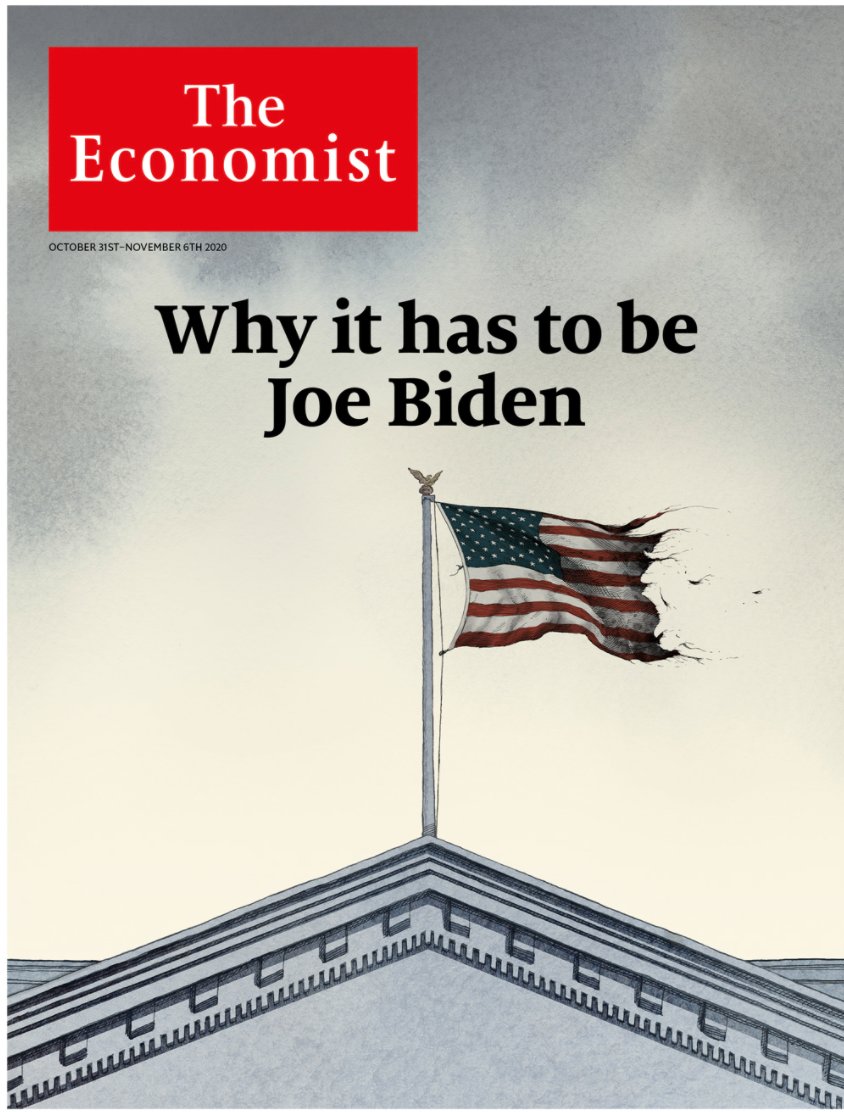 The
Economist
OCTOBER 31ST–NOVEMBER 6TH 2020
Why it has to be
Joe Biden